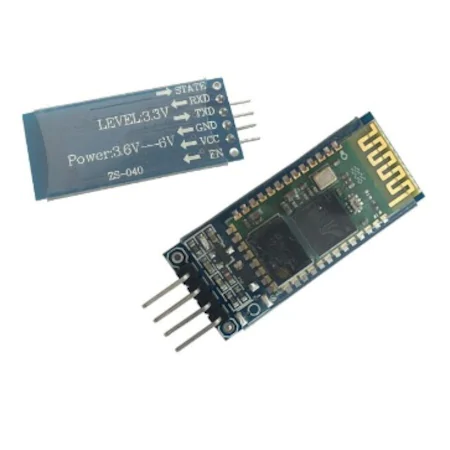 STATE
RXD
LEVEL:3.3V
TXD
GND
Power:3.6V---6V
VCC
EN
ZS-040